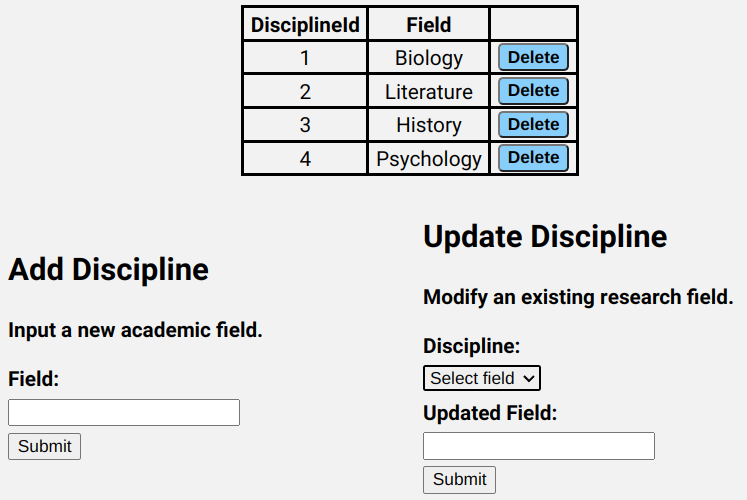 DisciplineId Field
1 Biology Delete
2 Literature Delete
3 History Delete
4 Psychology Delete
Add Discipline
Input a new academic field.
Field:
Submit
Update Discipline
Modify an existing research field.
Discipline:
Select field
Updated Field:
Submit